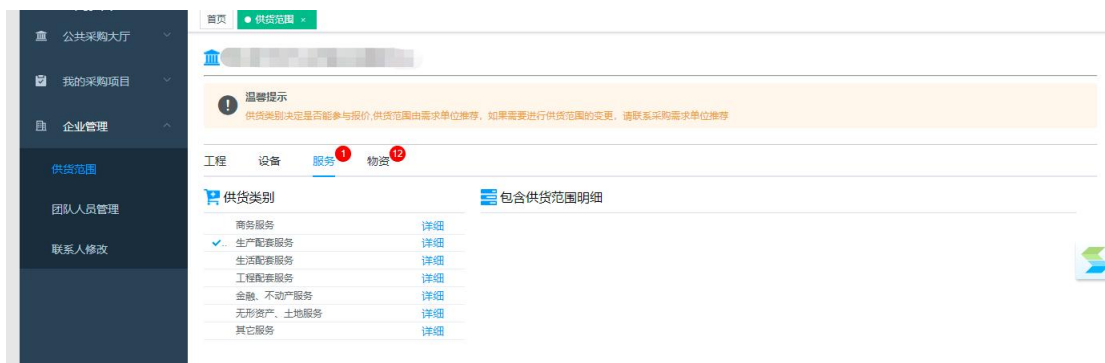 首页
● 供货范围 ×
公共采购大厅
我的采购项目
企业管理
供货范围
团队人员管理
联系人修改
温馨提示
供货类别决定是否能参与报价,供货范围由需求单位推荐，如果需要进行供货范围的变更，请联系采购需求单位推荐
工程 设备 服务 1 物资 12
供货类别
包含供货范围明细
商务服务 详细
生产配套服务 详细
生活配套服务 详细
工程配套服务 详细
金融、不动产服务 详细
无形资产、土地服务 详细
其它服务 详细